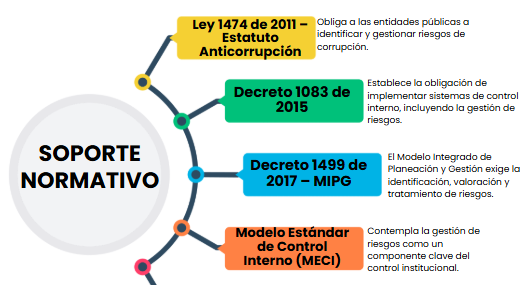 Ley 1474 de 2011 –
Estatuto
Anticorrupción
Obliga a las entidades públicas a
identificar y gestionar riesgos de
corrupción.
Decreto 1083 de
2015
Establece la obligación de
implementar sistemas de control
interno, incluyendo la gestión de
riesgos.
SOPORTE
NORMATIVO
Decreto 1499 de
2017 – MIPG
El Modelo Integrado de
Planeación y Gestión exige la
identificación, valoración y
tratamiento de riesgos.
Modelo Estándar
de Control
Interno (MECI)
Contempla la gestión de
riesgos como un
componente clave del
control institucional.